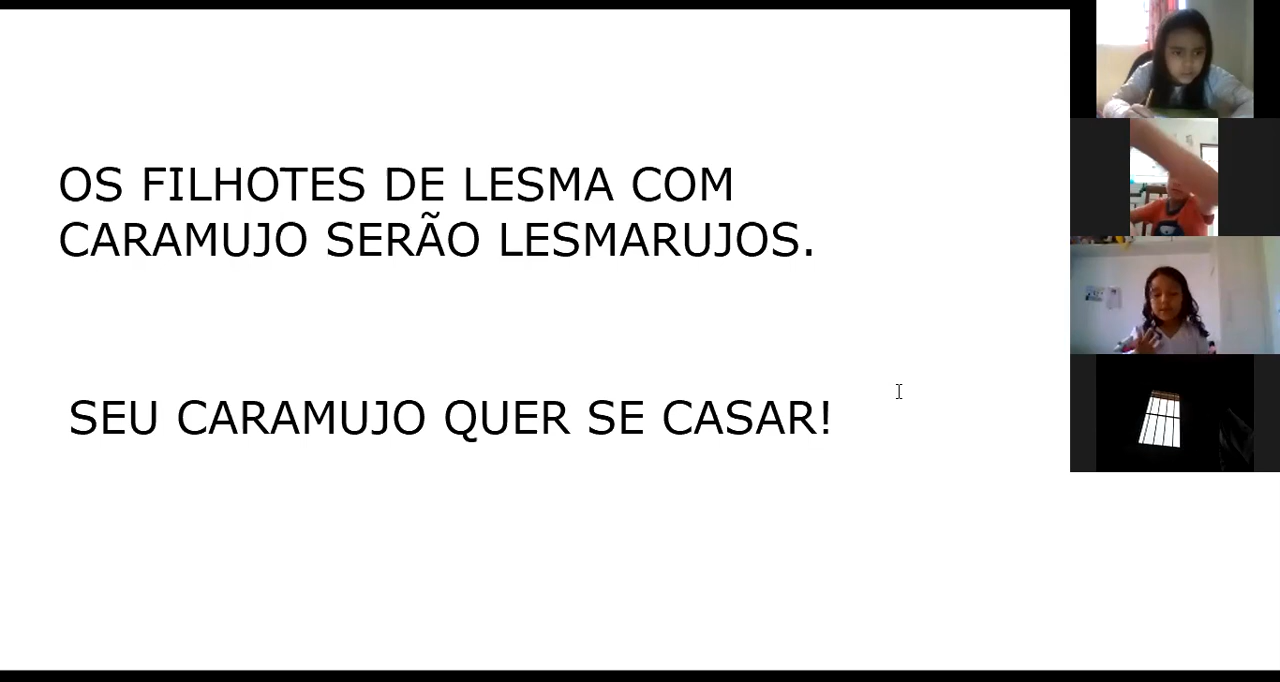 OS FILHOTES DE LESMA COM
CARAMUJO SERÃO LESMARUJOS.
SEU CARAMUJO QUER SE CASAR!